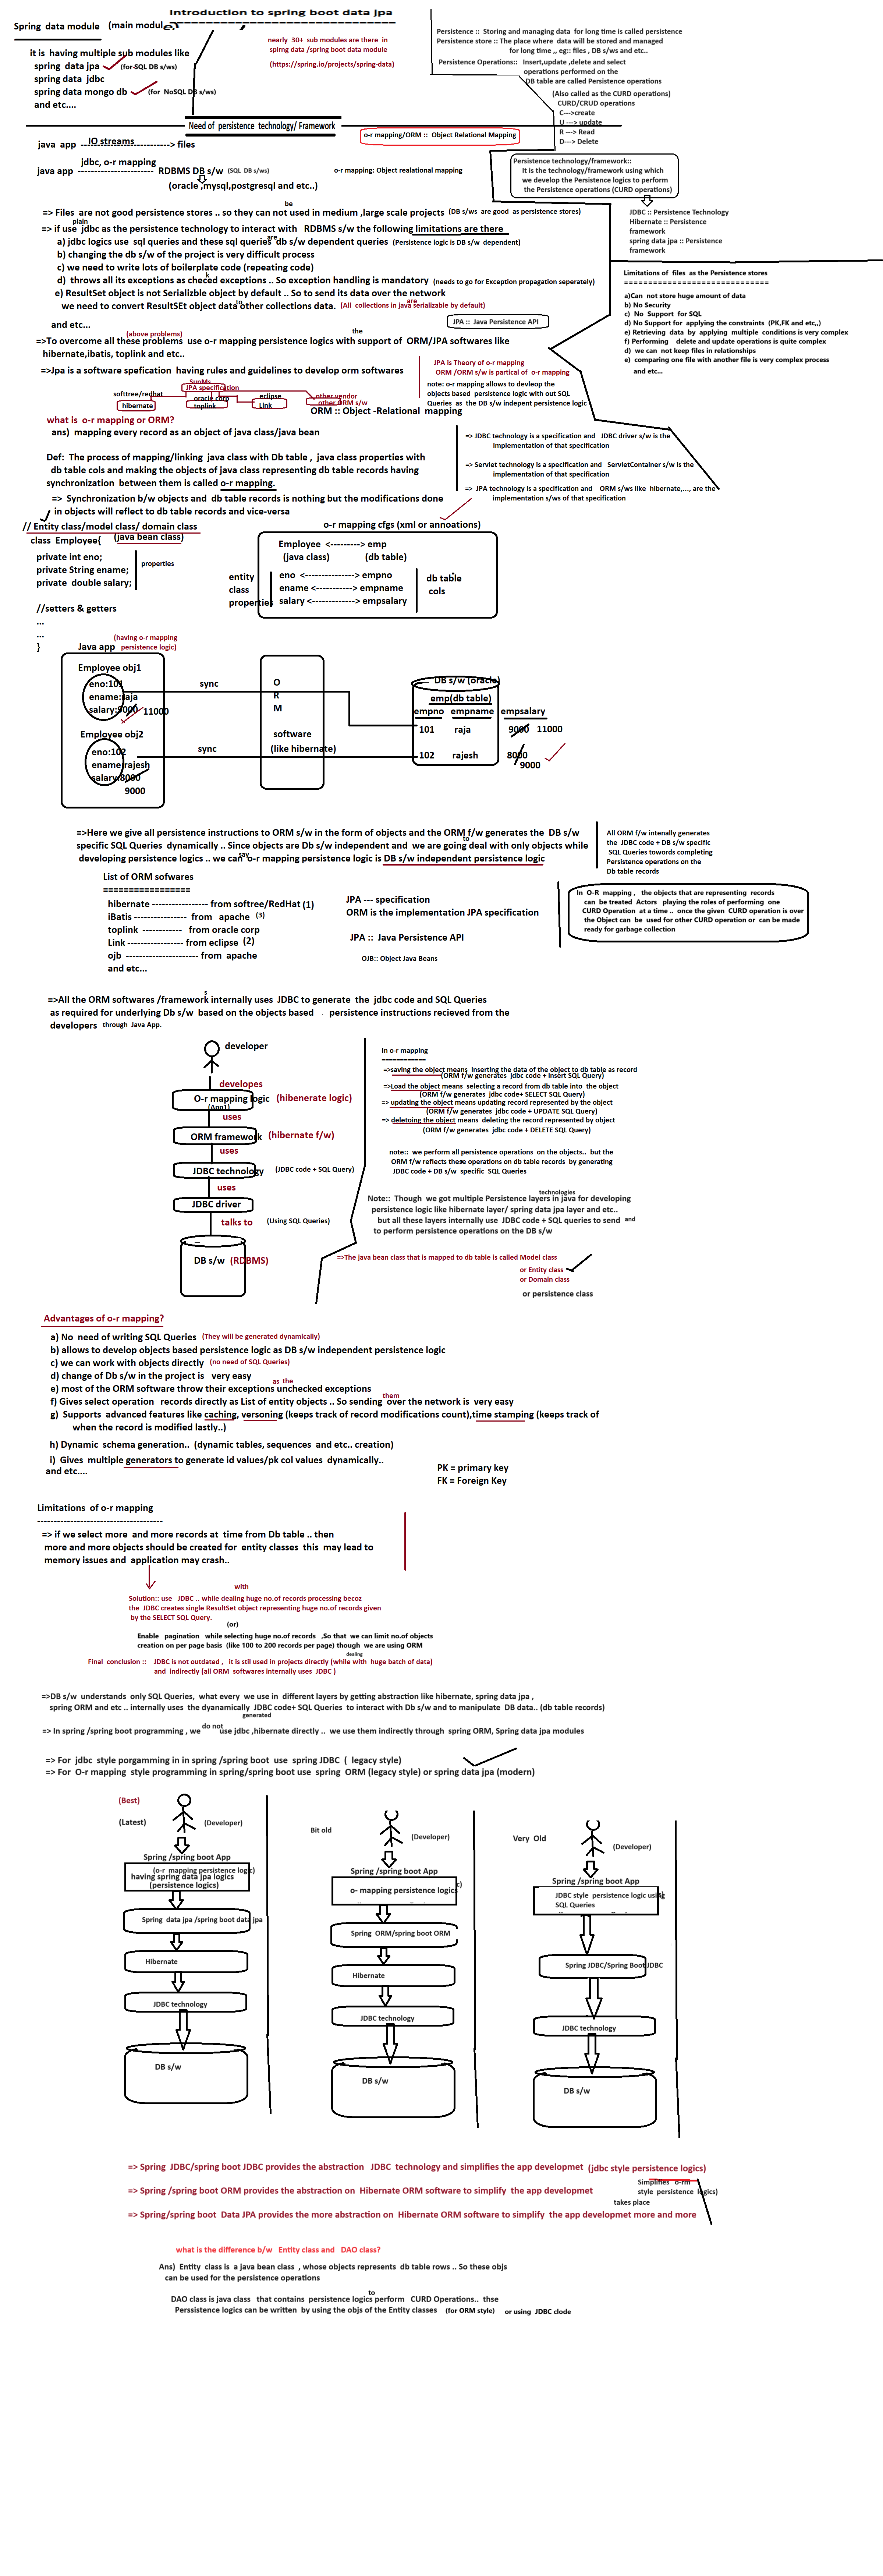 Introduction to spring boot data jpa
=============================================
Spring data module (main module)
it is having multiple sub modules like
spring data jpa (for SQL DB s/ws)
spring data jdbc
spring data mongo db (for NoSQL DB s/ws)
and etc....
nearly 30+ sub modules are there in
spirng data /spring boot data module
(https://spring.io/projects/spring-data)
Persistence :: Storing and managing data for long time is called persistence
Persistence store :: The place where data will be stored and managed
for long time ,, eg:: files , DB s/ws and etc..
Persistence Operations:: Insert,update ,delete and select
operations performed on the
DB table are called Persistence operations
(Also called as the CURD operations)
CURD/CRUD operations
C--->create
U ---> update
R ---> Read
D---> Delete
Need of persistence technology/ Framework
o-r mapping/ORM :: Object Relational Mapping
IO streams
java app --------------------------> files
jdbc, o-r mapping
java app ---------------------- RDBMS DB s/w (SQL DB s/ws)
(oracle ,mysql,postgresql and etc..)
o-r mapping: Object realational mapping
Persistence technology/framework::
It is the technology/framework using which
we develop the Persistence logics to perform
the Persistence operations (CURD operations)
JDBC :: Persistence Technology
Hibernate :: Persistence
framework
spring data jpa :: Persistence
framework
be
=> Files are not good persistence stores .. so they can not used in medium ,large scale projects (DB s/ws are good as persistence stores)
plain
=> if use jdbc as the persistence technology to interact with RDBMS s/w the following limitations are there
a) jdbc logics use sql queries and these sql queries are db s/w dependent queries (Persistence logic is DB s/w dependent)
b) changing the db s/w of the project is very difficult process
c) we need to write lots of boilerplate code (repeating code)
k
d) throws all its exceptions as checed exceptions .. So exception handling is mandatory (needs to go for Exception propagation seperately)
e) ResultSet object is not Serializble object by default .. So to send its data over the network
we need to convert ResultSEt object data to other collections data. (All collections in java are serializable by default)
and etc...
JPA :: Java Persistence API
Limitations of files as the Persistence stores
============================
a)Can not store huge amount of data
b) No Security
c) No Support for SQL
d) No Support for applying the constraints (PK,FK and etc,,)
e) Retrieving data by applying multiple conditions is very complex
f) Performing delete and update operations is quite complex
d) we can not keep files in relationships
e) comparing one file with another file is very complex process
and etc...
(above problems) the
=>To overcome all these problems use o-r mapping persistence logics with support of ORM/JPA softwares like
hibernate,ibatis, toplink and etc..
=>Jpa is a software spefication having rules and guidelines to develop orm softwares
JPA is Theory of o-r mapping
ORM /ORM s/w is partical of o-r mapping
note: o-r mapping allows to devleop the
objects based persistence logic with out SQL
Queries as the DB s/w indepent persistence logic
SunMs
JPA specification
softtree/redhat oracle corp eclipse other vendor
hibernate toplink Link other ORM s/w
ORM :: Object -Relational mapping
what is o-r mapping or ORM?
ans) mapping every record as an object of java class/java bean
Def: The process of mapping/linking java class with Db table , java class properties with
db table cols and making the objects of java class representing db table records having
synchronization between them is called o-r mapping.
=> Synchronization b/w objects and db table records is nothing but the modifications done
in objects will reflect to db table records and vice-versa
=> JDBC technology is a specification and JDBC driver s/w is the
implementation of that specification
=> Servlet technology is a specification and ServletContainer s/w is the
implementation of that specification
=> JPA technology is a specification and ORM s/ws like hibernate,..., are the
implementation s/ws of that specification
// Entity class/model class/ domain class
class Employee{ (java bean class)
private int eno;
private String ename;
private double salary;
properties
//setters & getters
...
...
}
o-r mapping cfgs (xml or annoations)
Employee <---------> emp
(java class) (db table)
entity
class
properties
eno <---------------> empno
ename <-----------> empname
salary <------------> empsalary
db table
cols
Java app (having o-r mapping
persistence logic)
Employee obj1
eno:101
ename:raja
salary:9000 11000
Employee obj2
eno:102
ename:rajesh
salary:8000
9000
sync
sync
O
R
M
software
(like hibernate)
DB s/w (oracle)
emp(db table)
empno empname empsalary
101 raja 9000 11000
102 rajesh 8000
9000
=>Here we give all persistence instructions to ORM s/w in the form of objects and the ORM f/w generates the DB s/w
specific SQL Queries dynamically .. Since objects are Db s/w independent and we are going to deal with only objects while
developing persistence logics .. we can say o-r mapping persistence logic is DB s/w independent persistence logic
All ORM f/w intenally generates
the JDBC code + DB s/w specific
SQL Queries towords completing
Persistence operations on the
Db table records
List of ORM sofwares
=================
hibernate ----------------- from softree/RedHat (1)
iBatis ---------------- from apache (3)
toplink ------------ from oracle corp
Link ----------------- from eclipse (2)
ojb ---------------------- from apache
and etc...
JPA --- specification
ORM is the implementation JPA specification
JPA :: Java Persistence API
OJB:: Object Java Beans
In O-R mapping , the objects that are representing records
can be treated Actors playing the roles of performing one
CURD Operation at a time .. once the given CURD operation is over
the Object can be used for other CURD operation or can be made
ready for garbage collection
s
=>All the ORM softwares /framework internally uses JDBC to generate the jdbc code and SQL Queries
as required for underlying Db s/w based on the objects based persistence instructions recieved from the
developers through Java App.
developer
developes
O-r mapping logic (hibenerate logic)
(App1)
uses
ORM framework (hibernate f/w)
uses
JDBC technology (JDBC code + SQL Query)
uses
JDBC driver
talks to (Using SQL Queries)
DB s/w (RDBMS)
In o-r mapping
============
=>saving the object means inserting the data of the object to db table as record
(ORM f/w generates jdbc code + insert SQL Query)
=>Load the object means selecting a record from db table into the object
(ORM f/w generates jdbc code+ SELECT SQL Query)
=> updating the object means updating record represented by the object
(ORM f/w generates jdbc code + UPDATE SQL Query)
=> deletoing the object means deleting the record represented by object
(ORM f/w generates jdbc code + DELETE SQL Query)
note:: we perform all persistence operations on the objects.. but the
ORM f/w reflects these operations on db table records by generating
JDBC code + DB s/w specific SQL Queries
technologies
Note:: Though we got multiple Persistence layers in java for developing
persistence logic like hibernate layer/ spring data jpa layer and etc..
but all these layers internally use JDBC code + SQL queries to send and
to perform persistence operations on the DB s/w
=>The java bean class that is mapped to db table is called Model class
or Entity class
or Domain class
or persistence class
Advantages of o-r mapping?
a) No need of writing SQL Queries (They will be generated dynamically)
b) allows to develop objects based persistence logic as DB s/w independent persistence logic
c) we can work with objects directly (no need of SQL Queries)
d) change of Db s/w in the project is very easy
as the
e) most of the ORM software throw their exceptions unchecked exceptions
them
f) Gives select operation records directly as List of entity objects .. So sending over the network is very easy
g) Supports advanced features like caching, versoning (keeps track of record modifications count),time stamping (keeps track of
when the record is modified lastly..)
h) Dynamic schema generation.. (dynamic tables, sequences and etc.. creation)
i) Gives multiple generators to generate id values/pk col values dynamically..
and etc....
PK = primary key
FK = Foreign Key
Limitations of o-r mapping
--------------------------------------
=> if we select more and more records at time from Db table .. then
more and more objects should be created for entity classes this may lead to
memory issues and application may crash..
with
Solution:: use JDBC .. while dealing huge no.of records processing becoz
the JDBC creates single ResultSet object representing huge no.of records given
by the SELECT SQL Query.
(or)
Enable pagination while selecting huge no.of records ,So that we can limit no.of objects
creation on per page basis (like 100 to 200 records per page) though we are using ORM
dealing
Final conclusion :: JDBC is not outdated , it is stil used in projects directly (while with huge batch of data)
and indirectly (all ORM softwares internally uses JDBC )
=>DB s/w understands only SQL Queries, what every we use in different layers by getting abstraction like hibernate, spring data jpa ,
spring ORM and etc .. internally uses the dyanamically JDBC code+ SQL Queries to interact with Db s/w and to manipulate DB data.. (db table records)
generated
=> In spring /spring boot programming , we do not use jdbc ,hibernate directly .. we use them indirectly through spring ORM, Spring data jpa modules
=> For jdbc style porgamming in in spring /spring boot use spring JDBC ( legacy style)
=> For O-r mapping style programming in spring/spring boot use spring ORM (legacy style) or spring data jpa (modern)
(Best)
(Latest)
(Developer)
Spring /spring boot App
(o-r mapping persistence logic)
having spring data jpa logics
(persistence logics)
Spring data jpa /spring boot data jpa
Hibernate
JDBC technology
DB s/w
Bit old
(Developer)
Spring /spring boot App
o- mapping persistence logics
Spring ORM/spring boot ORM
Hibernate
JDBC technology
DB s/w
Very Old
(Developer)
Spring /spring boot App
JDBC style persistence logic using
SQL Queries
Spring JDBC/Spring Boot JDBC
JDBC technology
DB s/w
=> Spring JDBC/spring boot JDBC provides the abstraction JDBC technology and simplifies the app developmet (jdbc style persistence logics)
=> Spring /spring boot ORM provides the abstraction on Hibernate ORM software to simplify the app developmet
Simplifies o-rm
style persistence logics)
takes place
=> Spring/spring boot Data JPA provides the more abstraction on Hibernate ORM software to simplify the app developmet more and more
what is the difference b/w Entity class and DAO class?
Ans) Entity class is a java bean class , whose objects represents db table rows .. So these objs
can be used for the persistence operations
to
DAO class is java class that contains persistence logics perform CURD Operations.. thse
Perssistence logics can be written by using the objs of the Entity classes (for ORM style) or using JDBC clode